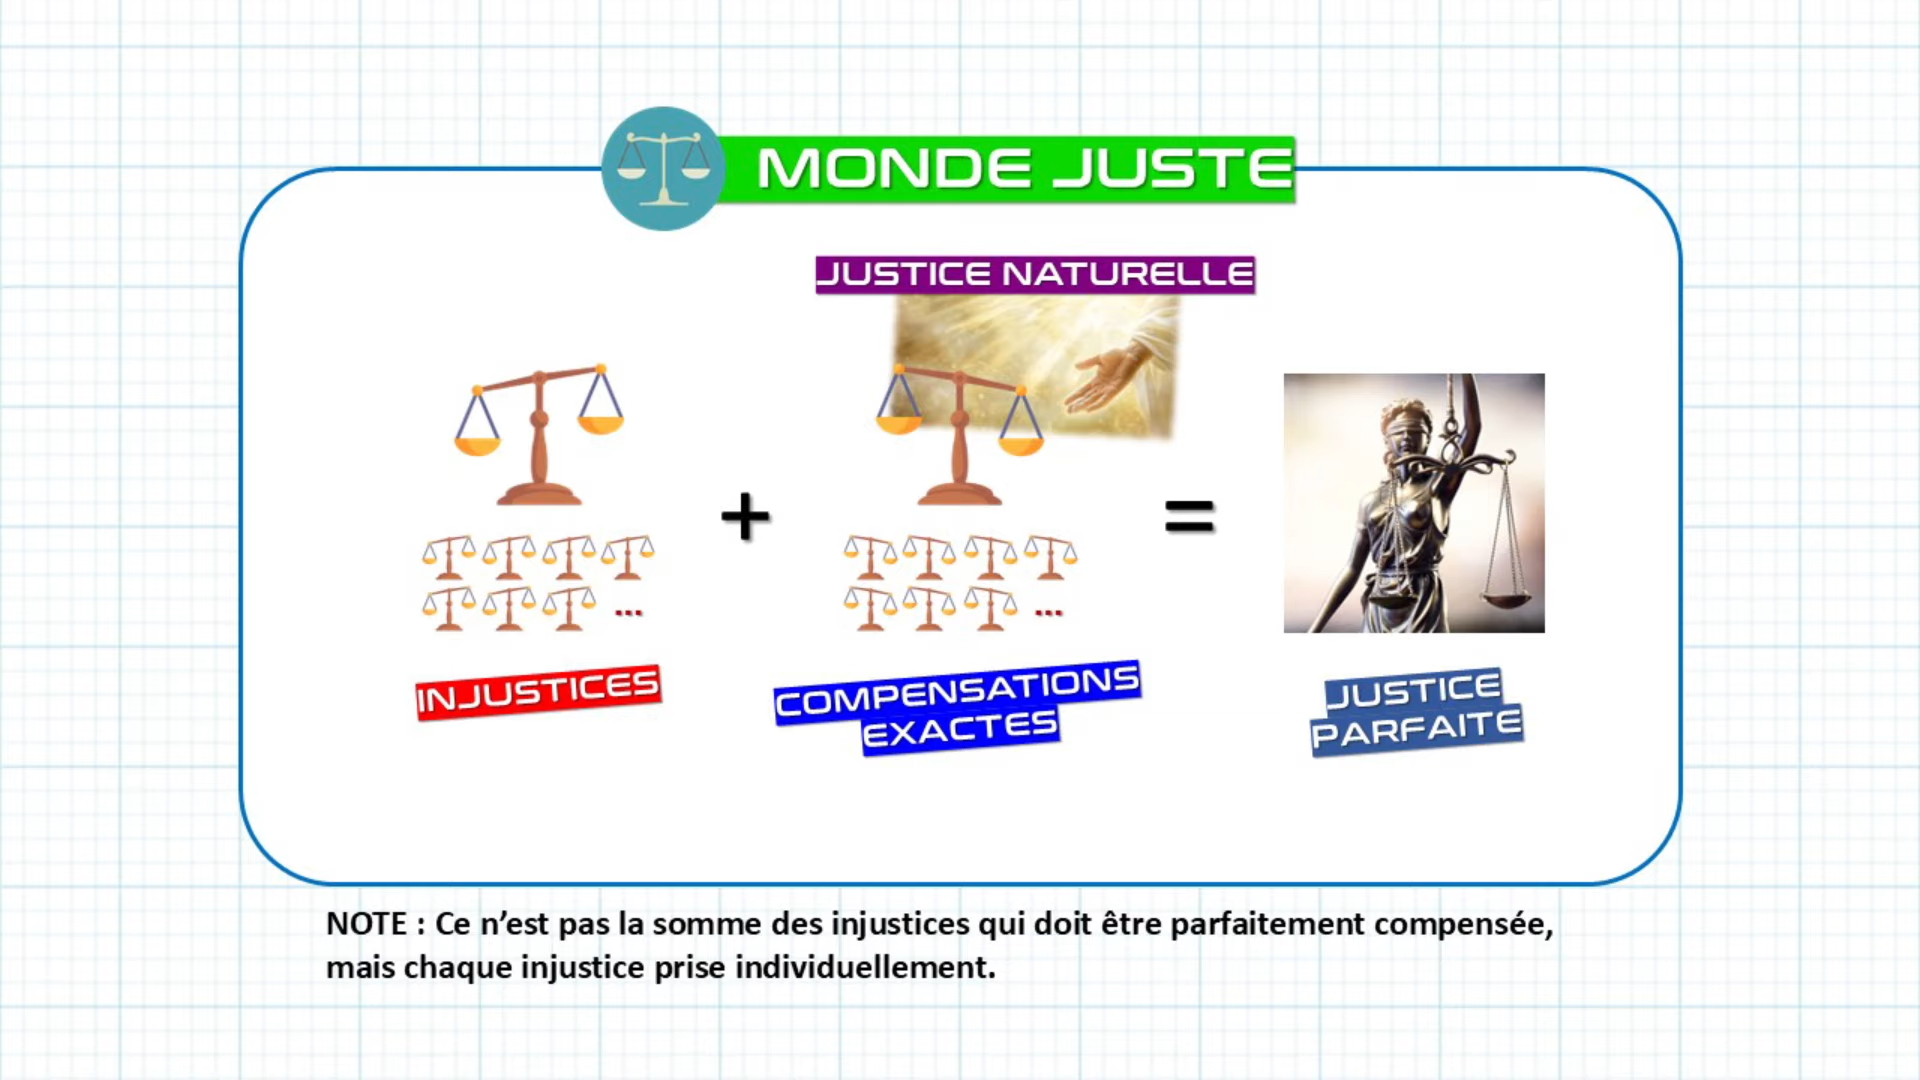 MONDE JUSTE
JUSTICE NATURELLE
+
=
...
...
INJUSTICES
COMPENSATIONS
EXACTES
JUSTICE
PARFAITE
NOTE : Ce n’est pas la somme des injustices qui doit être parfaitement compensée,
mais chaque injustice prise individuellement.